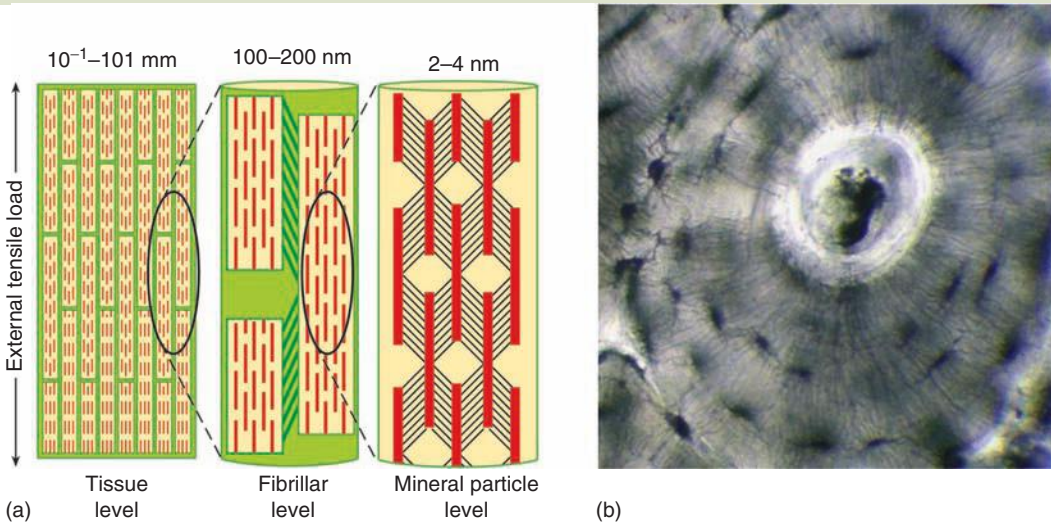 10⁻¹–101 mm
100–200 nm
2–4 nm
External tensile load
Tissue
level
Fibrillar
level
Mineral particle
level
(a)
(b)